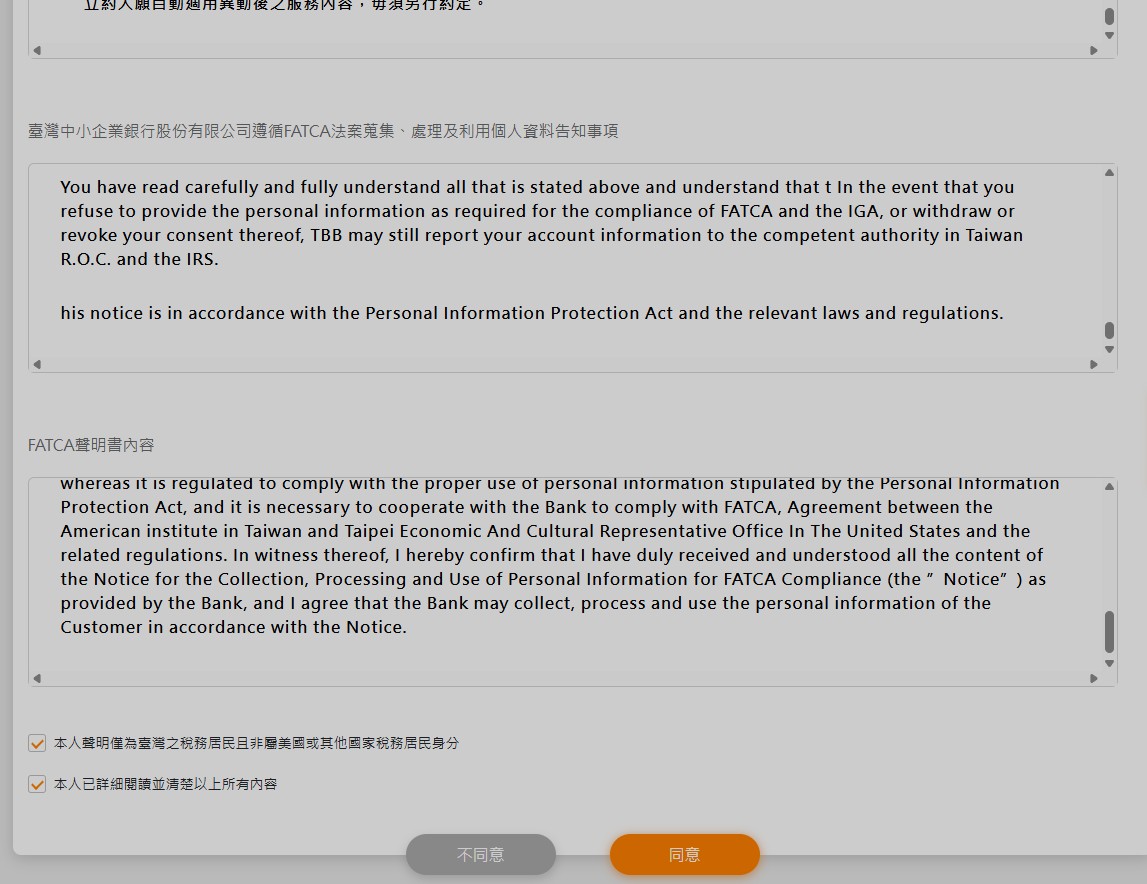 立約人願自動適用異動後之服務內容，毋須另行約定。
臺灣中小企業銀行股份有限公司遵循FATCA法案蒐集、處理及利用個人資料告知事項
You have read carefully and fully understand all that is stated above and understand that t In the event that you
refuse to provide the personal information as required for the compliance of FATCA and the IGA, or withdraw or
revoke your consent thereof, TBB may still report your account information to the competent authority in Taiwan
R.O.C. and the IRS.
his notice is in accordance with the Personal Information Protection Act and the relevant laws and regulations.
FATCA聲明書內容
whereas it is regulated to comply with the proper use of personal information stipulated by the Personal Information
Protection Act, and it is necessary to cooperate with the Bank to comply with FATCA, Agreement between the
American institute in Taiwan and Taipei Economic And Cultural Representative Office In The United States and the
related regulations. In witness thereof, I hereby confirm that I have duly received and understood all the content of
the Notice for the Collection, Processing and Use of Personal Information for FATCA Compliance (the ” Notice” ) as
provided by the Bank, and I agree that the Bank may collect, process and use the personal information of the
Customer in accordance with the Notice.
本人聲明僅為臺灣之稅務居民且非屬美國或其他國家稅務居民身分
本人已詳細閱讀並清楚以上所有內容
不同意
同意